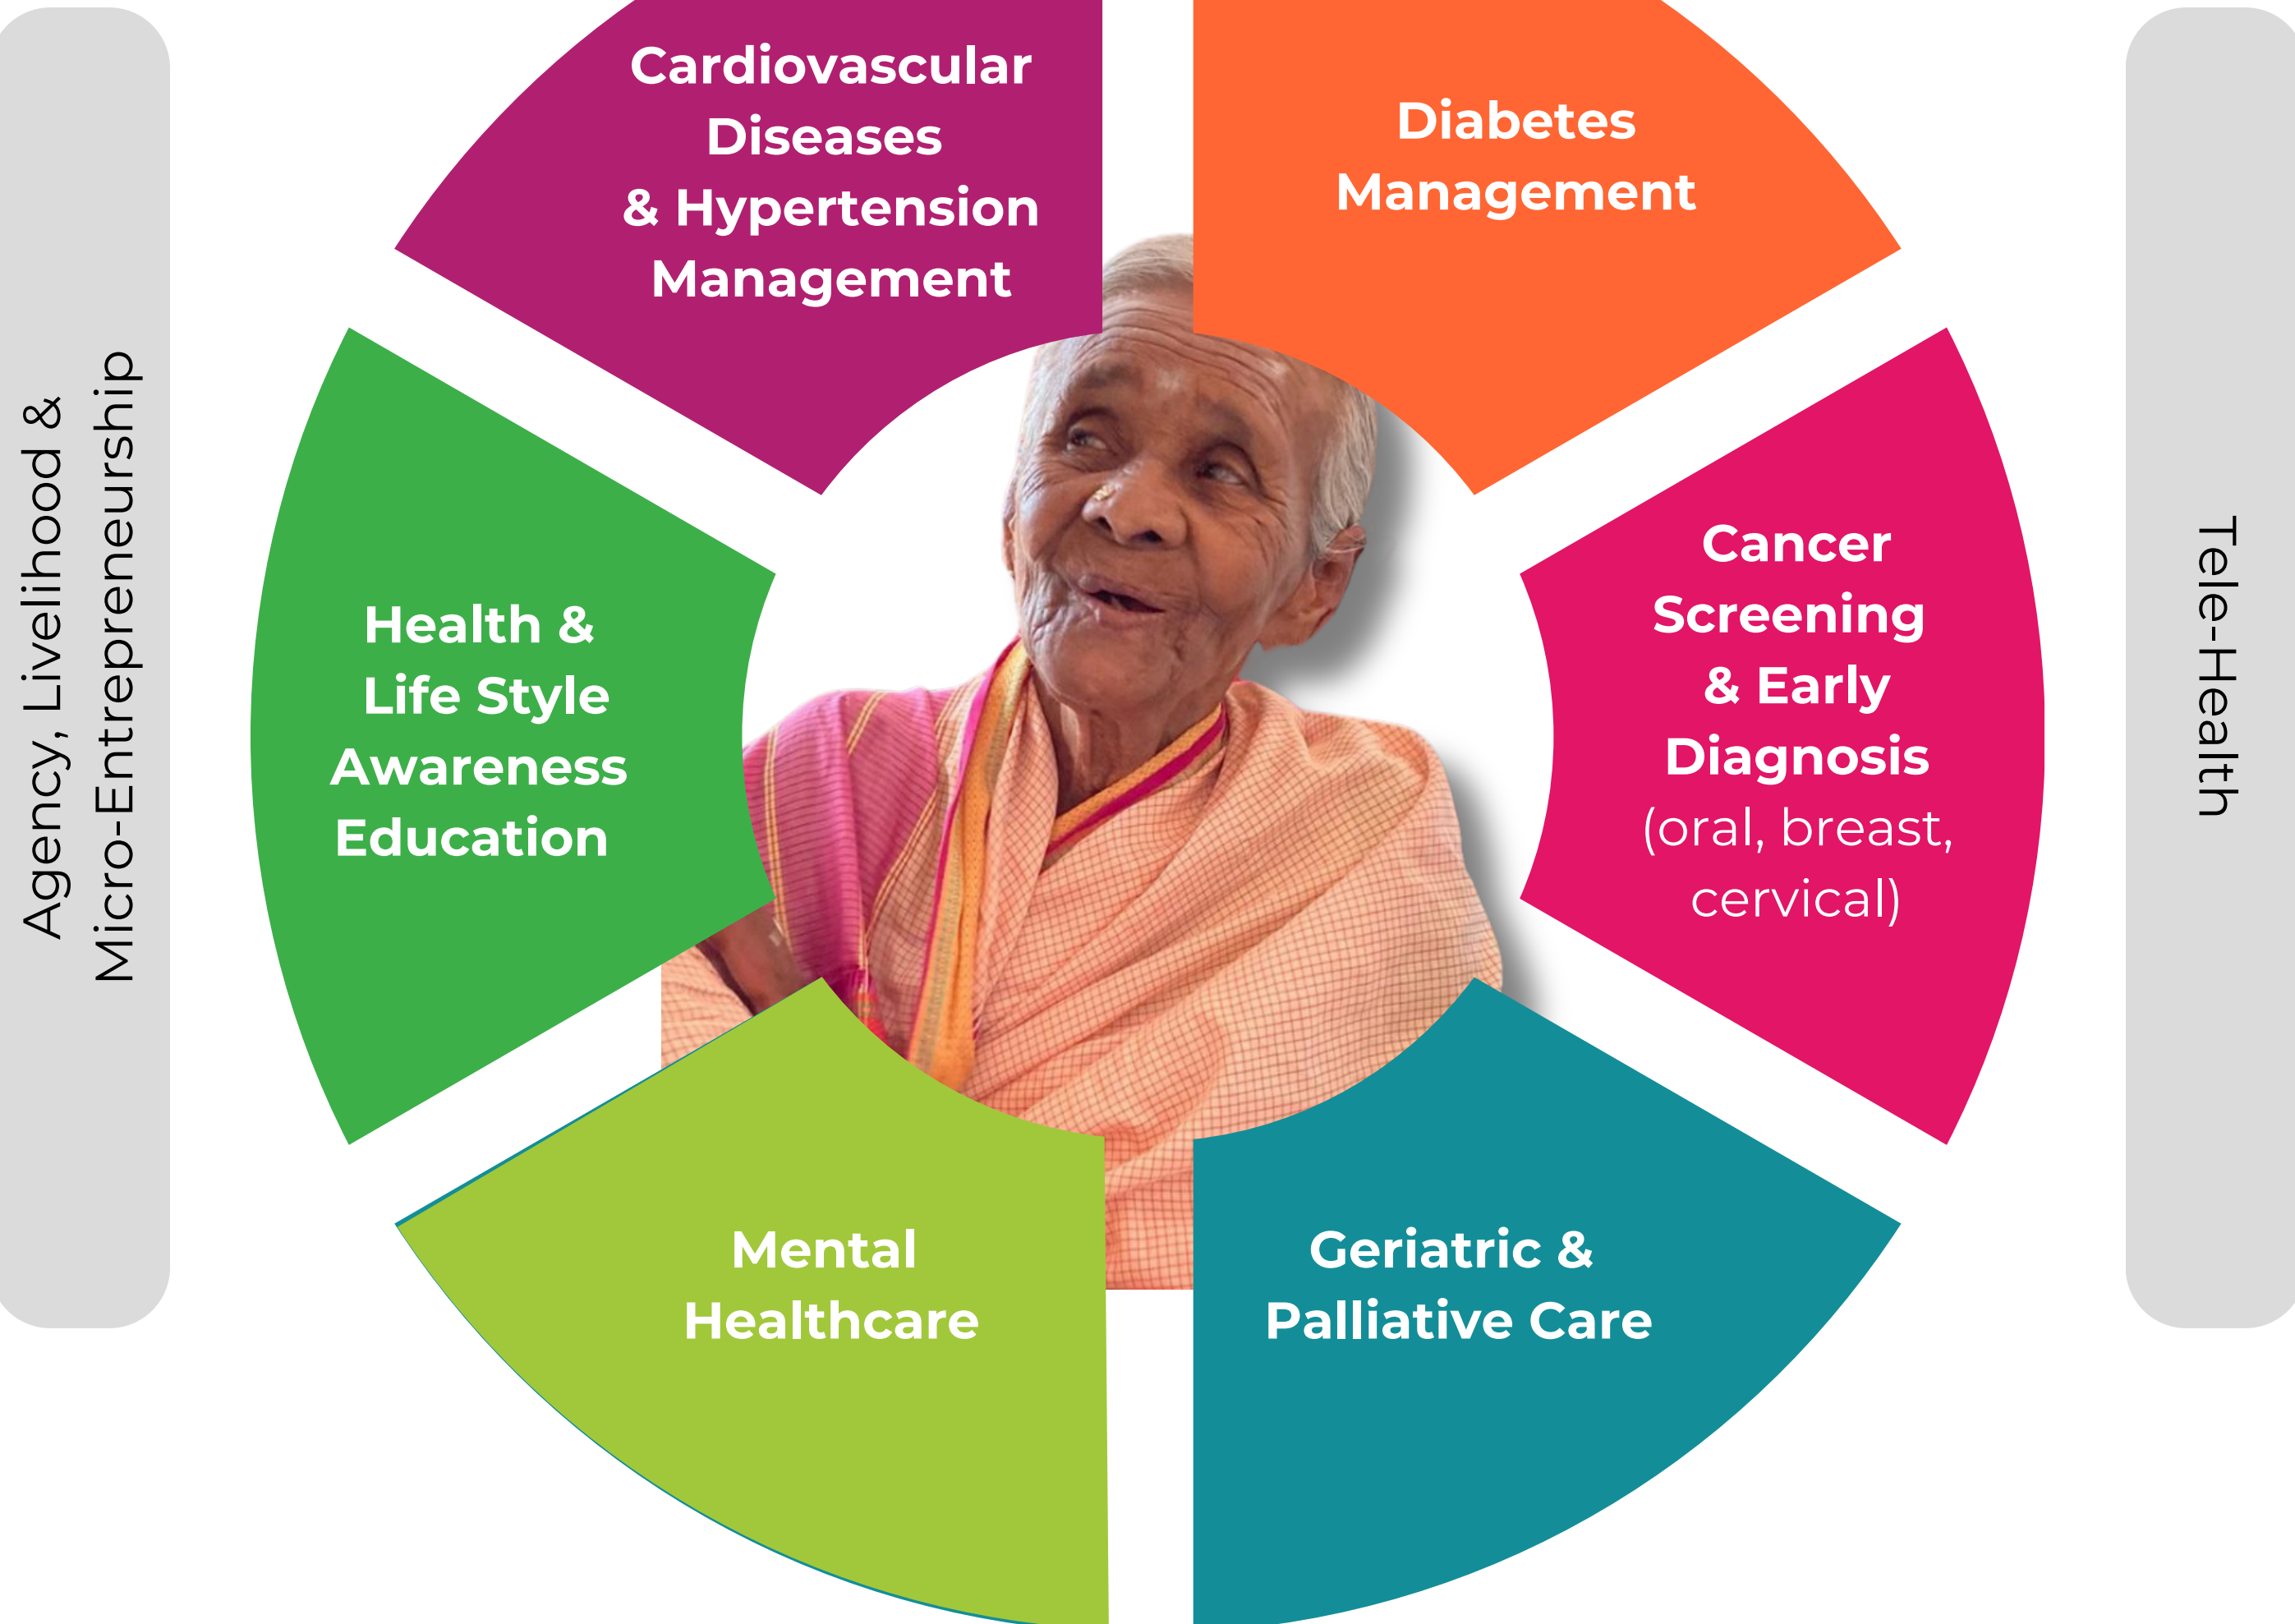 Cardiovascular
Diseases
& Hypertension
Management
Diabetes
Management
Cancer
Screening
& Early
Diagnosis
(oral, breast,
cervical)
Geriatric &
Palliative Care
Mental
Healthcare
Health &
Life Style
Awareness
Education
Agency, Livelihood &
Micro-Entrepreneurship
Tele-Health